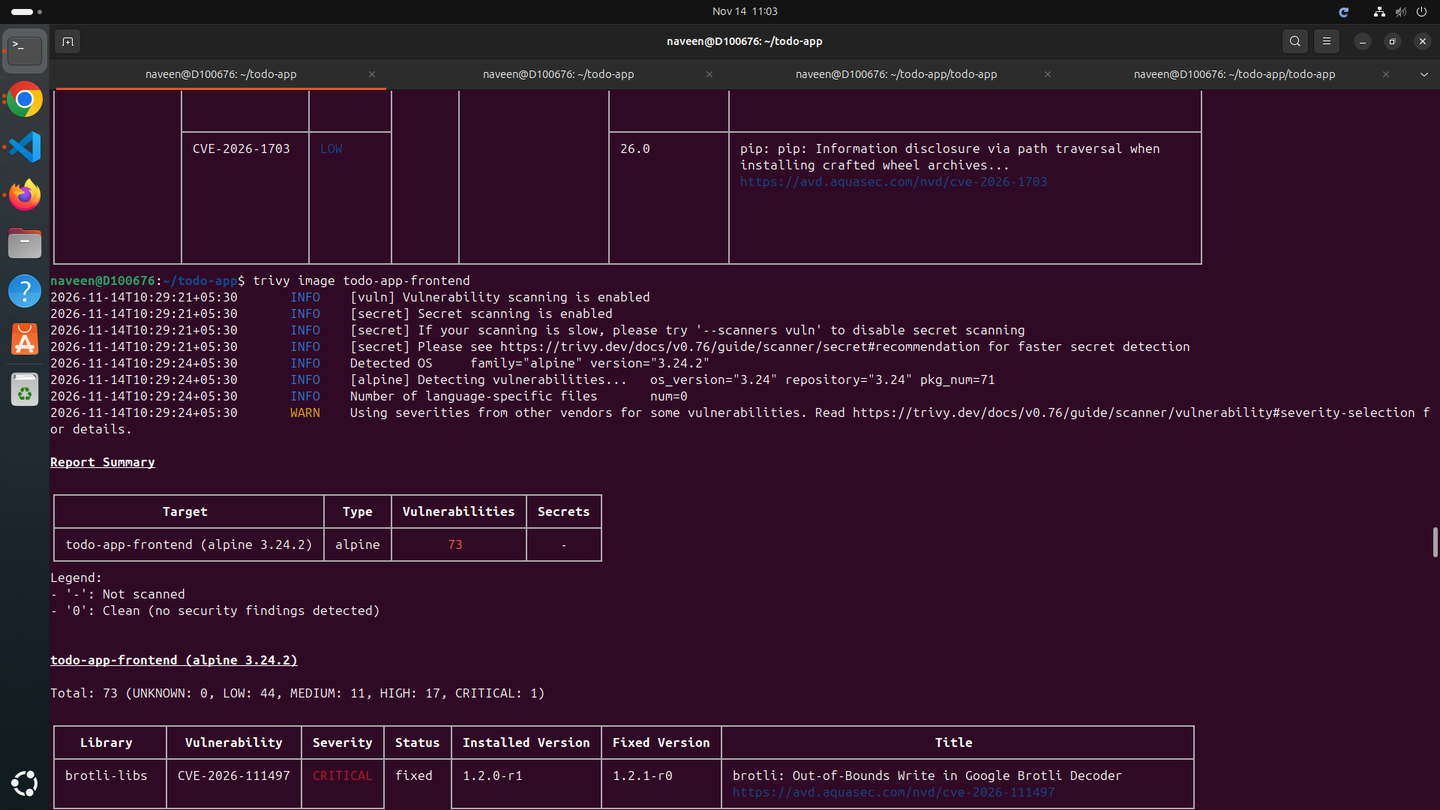 Nov 14 11:03
naveen@D100676: ~/todo-app
naveen@D100676: ~/todo-app
naveen@D100676: ~/todo-app
naveen@D100676: ~/todo-app/todo-app
naveen@D100676: ~/todo-app/todo-app
CVE-2026-1703 LOW 26.0 pip: pip: Information disclosure via path traversal when
installing crafted wheel archives...
https://avd.aquasec.com/nvd/cve-2026-1703
naveen@D100676:~/todo-app$ trivy image todo-app-frontend
2026-11-14T10:29:21+05:30 INFO [vuln] Vulnerability scanning is enabled
2026-11-14T10:29:21+05:30 INFO [secret] Secret scanning is enabled
2026-11-14T10:29:21+05:30 INFO [secret] If your scanning is slow, please try '--scanners vuln' to disable secret scanning
2026-11-14T10:29:21+05:30 INFO [secret] Please see https://trivy.dev/docs/v0.76/guide/scanner/secret#recommendation for faster secret detection
2026-11-14T10:29:24+05:30 INFO Detected OS family="alpine" version="3.24.2"
2026-11-14T10:29:24+05:30 INFO [alpine] Detecting vulnerabilities... os_version="3.24" repository="3.24" pkg_num=71
2026-11-14T10:29:24+05:30 INFO Number of language-specific files num=0
2026-11-14T10:29:24+05:30 WARN Using severities from other vendors for some vulnerabilities. Read https://trivy.dev/docs/v0.76/guide/scanner/vulnerability#severity-selection f
or details.
Report Summary
Target Type Vulnerabilities Secrets
todo-app-frontend (alpine 3.24.2) alpine 73 -
Legend:
- '-': Not scanned
- '0': Clean (no security findings detected)
todo-app-frontend (alpine 3.24.2)
Total: 73 (UNKNOWN: 0, LOW: 44, MEDIUM: 11, HIGH: 17, CRITICAL: 1)
Library Vulnerability Severity Status Installed Version Fixed Version Title
brotli-libs CVE-2026-111497 CRITICAL fixed 1.2.0-r1 1.2.1-r0 brotli: Out-of-Bounds Write in Google Brotli Decoder
https://avd.aquasec.com/nvd/cve-2026-111497